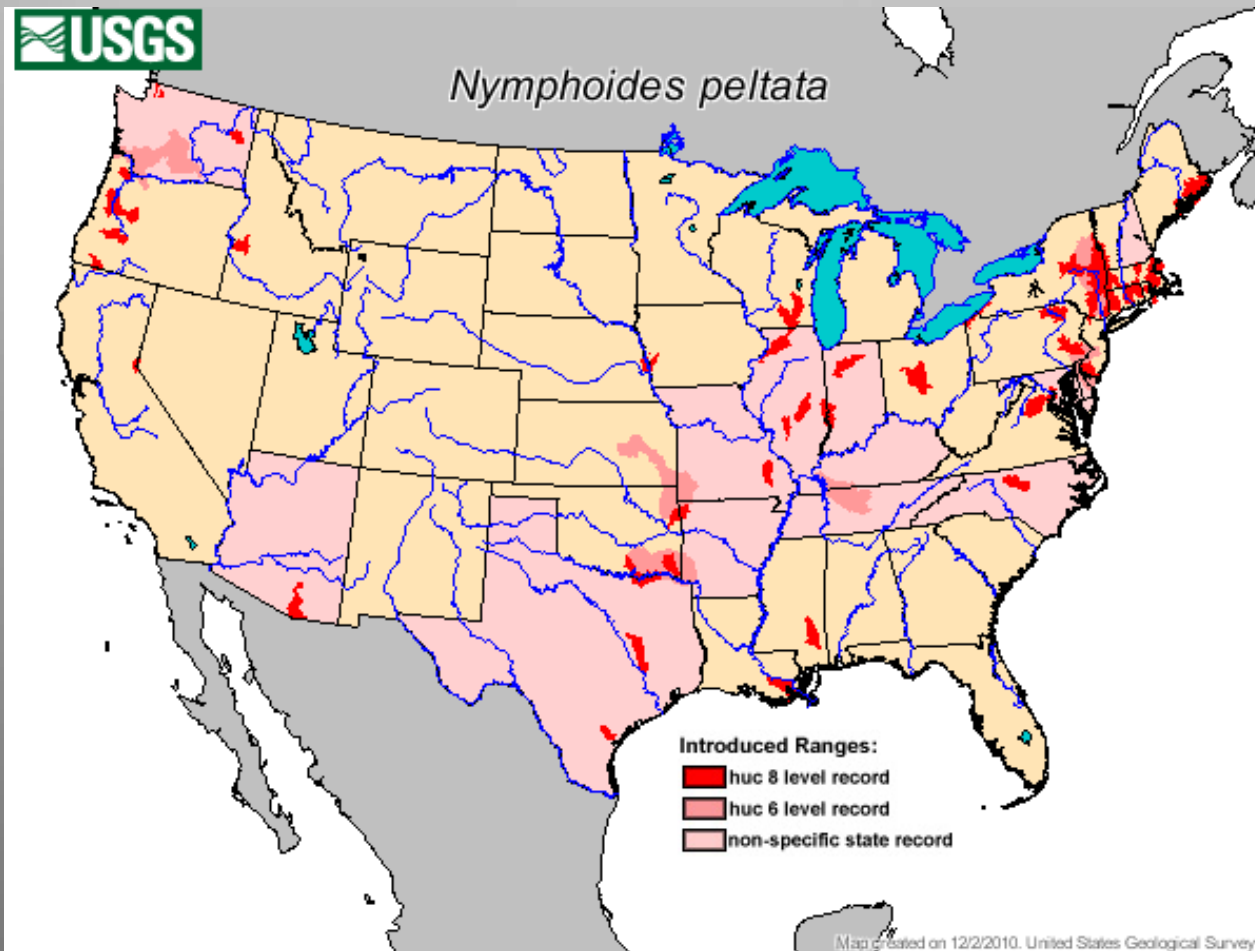 USGS
Nymphoides peltata
Introduced Ranges:
huc 8 level record
huc 6 level record
non-specific state record
Map created on 12/2/2010. United States Geological Survey